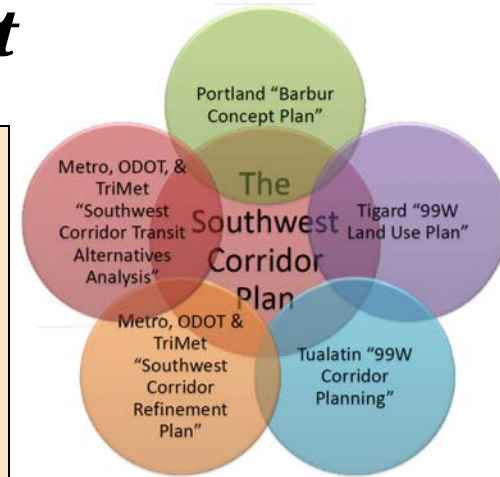 t
Portland “Barbur
Concept Plan”
Metro, ODOT, &
TriMet
“Southwest
Corridor Transit
Alternatives
Analysis”
The
Southwest
Corridor
Plan
Tigard “99W
Land Use Plan”
Metro, ODOT &
TriMet
“Southwest
Corridor
Refinement
Plan”
Tualatin “99W
Corridor
Planning”